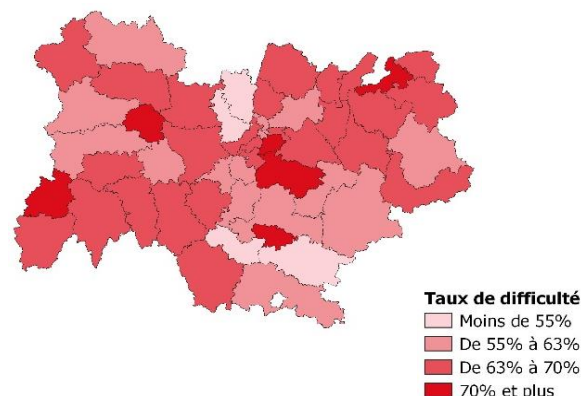 Taux de difficulté
Moins de 55%
De 55% à 63%
De 63% à 70%
70% et plus